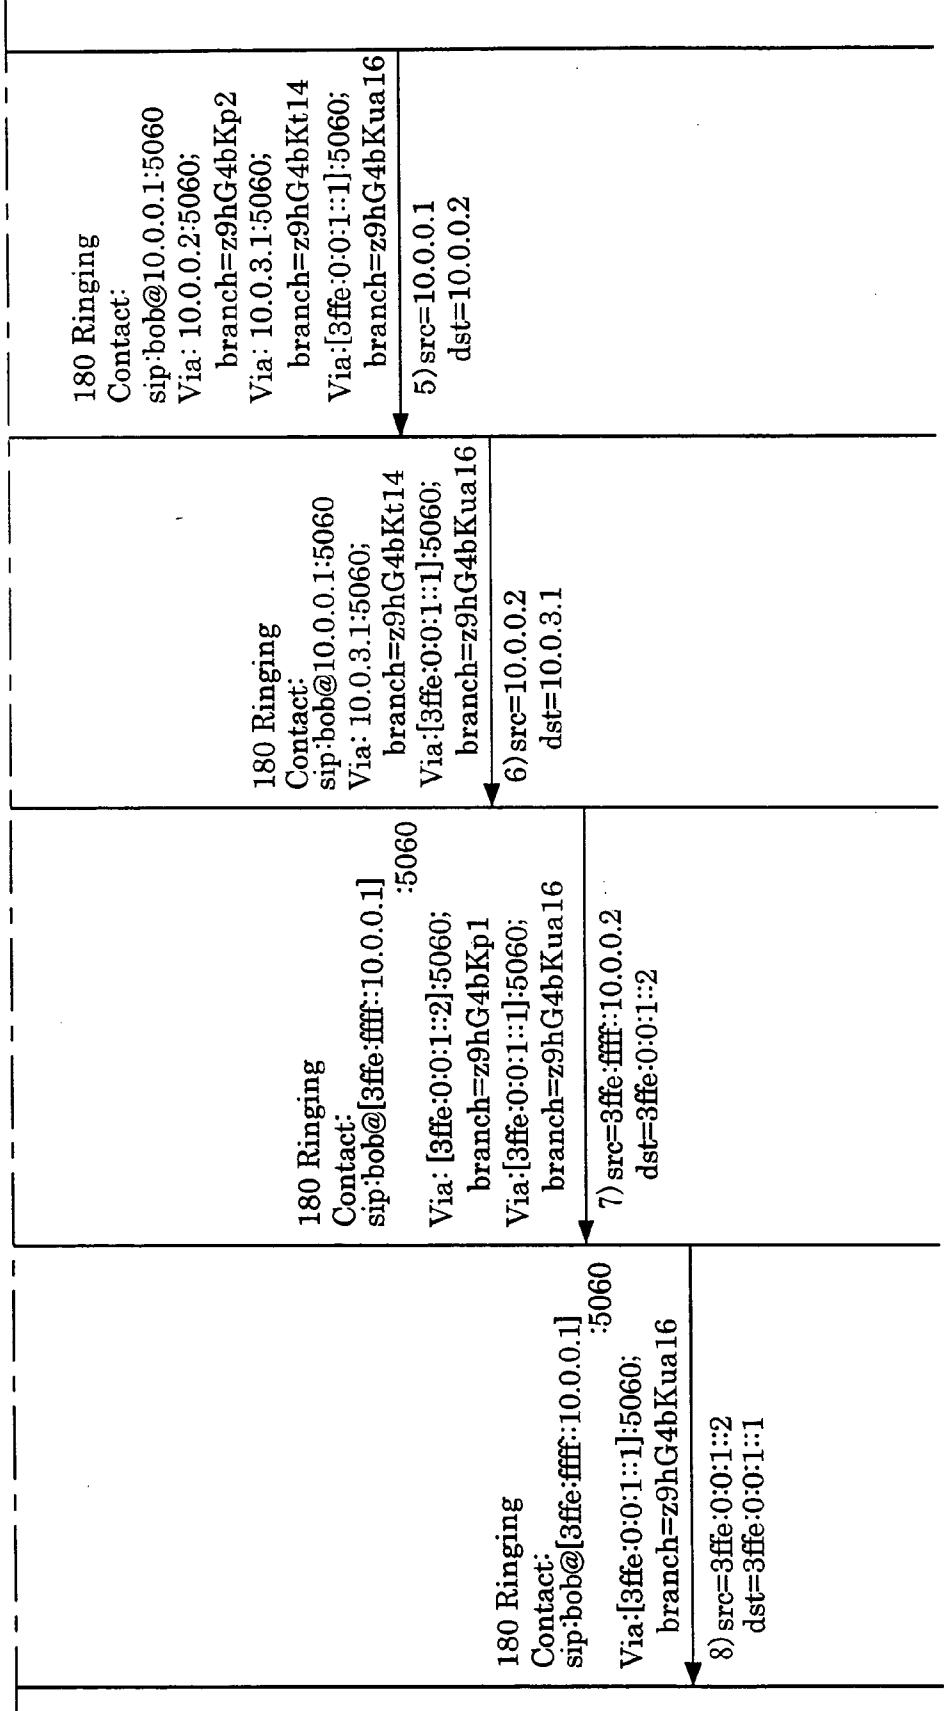 180 Ringing
Contact:
sip:bob@10.0.0.1:5060
Via: 10.0.0.2:5060;
branch=z9hG4bKp2
Via: 10.0.3.1:5060;
branch=z9hG4bKt14
Via:[3ffe:0:0:1::1]:5060;
branch=z9hG4bKua16
5)src=10.0.0.1
dst=10.0.0.2
180 Ringing
Contact:
sip:bob@10.0.0.1:5060
Via: 10.0.3.1:5060;
branch=z9hG4bKt14
Via:[3ffe:0:0:1::1]:5060;
branch=z9hG4bKua16
6)src=10.0.0.2
dst=10.0.3.1
180 Ringing
Contact:
sip:bob@[3ffe:ffff::10.0.0.1]
:5060
Via: [3ffe:0:0:1::2]:5060;
branch=z9hG4bKp1
Via:[3ffe:0:0:1::1]:5060;
branch=z9hG4bKua16
7)src=3ffe:ffff::10.0.0.2
dst=3ffe:0:0:1::2
180 Ringing
Contact:
sip:bob@[3ffe:ffff::10.0.0.1]
:5060
Via:[3ffe:0:0:1::1]:5060;
branch=z9hG4bKua16
8)src=3ffe:0:0:1::2
dst=3ffe:0:0:1::1